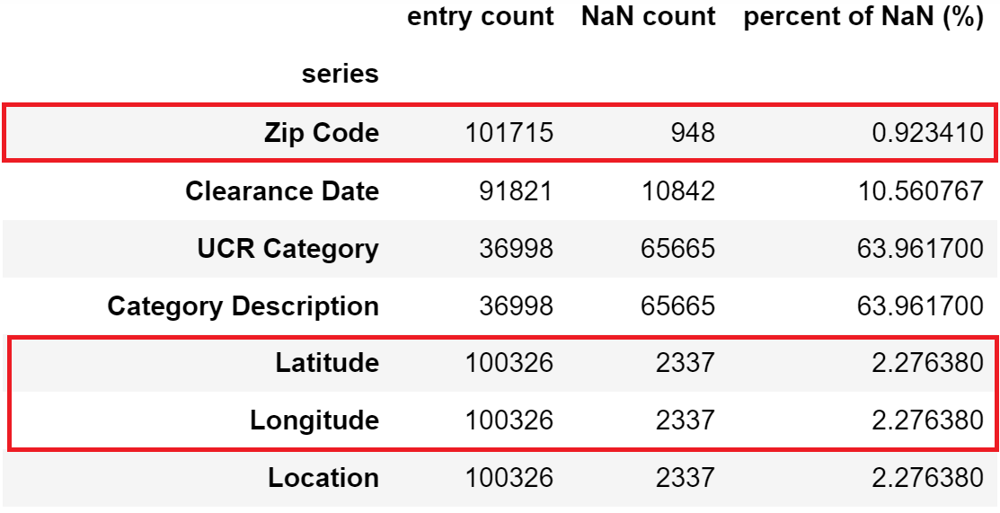 entry count NaN count percent of NaN (%)
series
Zip Code 101715 948 0.923410
Clearance Date 91821 10842 10.560767
UCR Category 36998 65665 63.961700
Category Description 36998 65665 63.961700
Latitude 100326 2337 2.276380
Longitude 100326 2337 2.276380
Location 100326 2337 2.276380